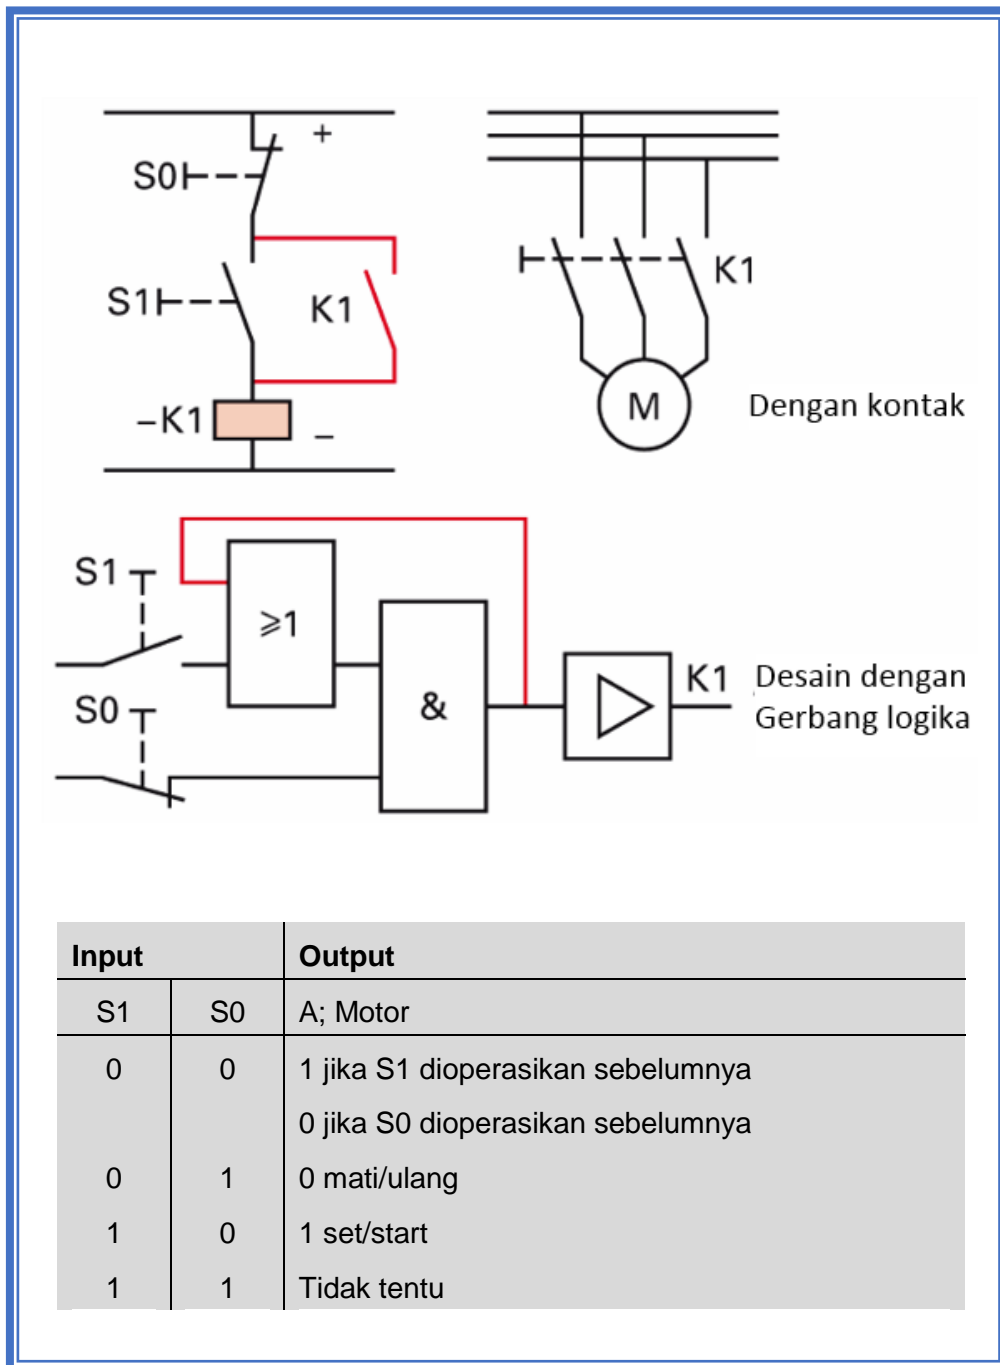 +
S0
S1
K1
–K1
–
K1
M
Dengan kontak
S1
≥1
S0
&
K1
Desain dengan
Gerbang logika
Input Output
S1 S0 A; Motor
0 0 1 jika S1 dioperasikan sebelumnya
0 jika S0 dioperasikan sebelumnya
0 1 0 mati/ulang
1 0 1 set/start
1 1 Tidak tentu